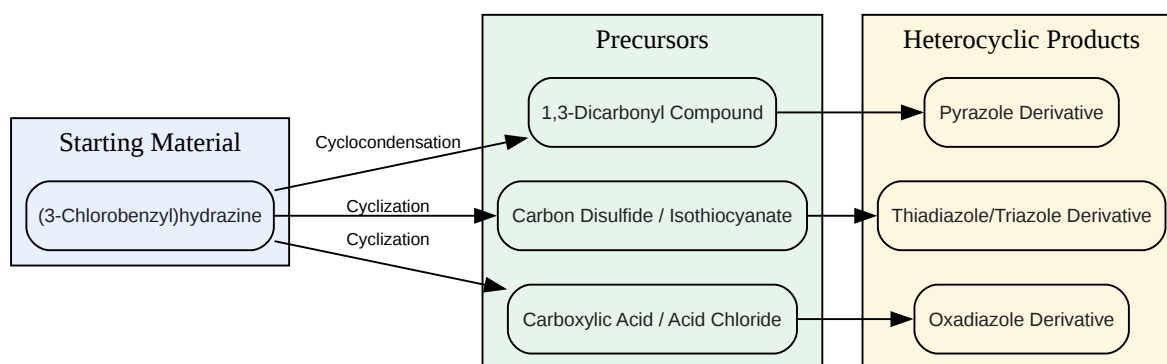 Starting Material
(3-Chlorobenzyl)hydrazine
Cyclocondensation
Cyclization
Cyclization
Precursors
1,3-Dicarbonyl Compound
Carbon Disulfide / Isothiocyanate
Carboxylic Acid / Acid Chloride
Heterocyclic Products
Pyrazole Derivative
Thiadiazole/Triazole Derivative
Oxadiazole Derivative